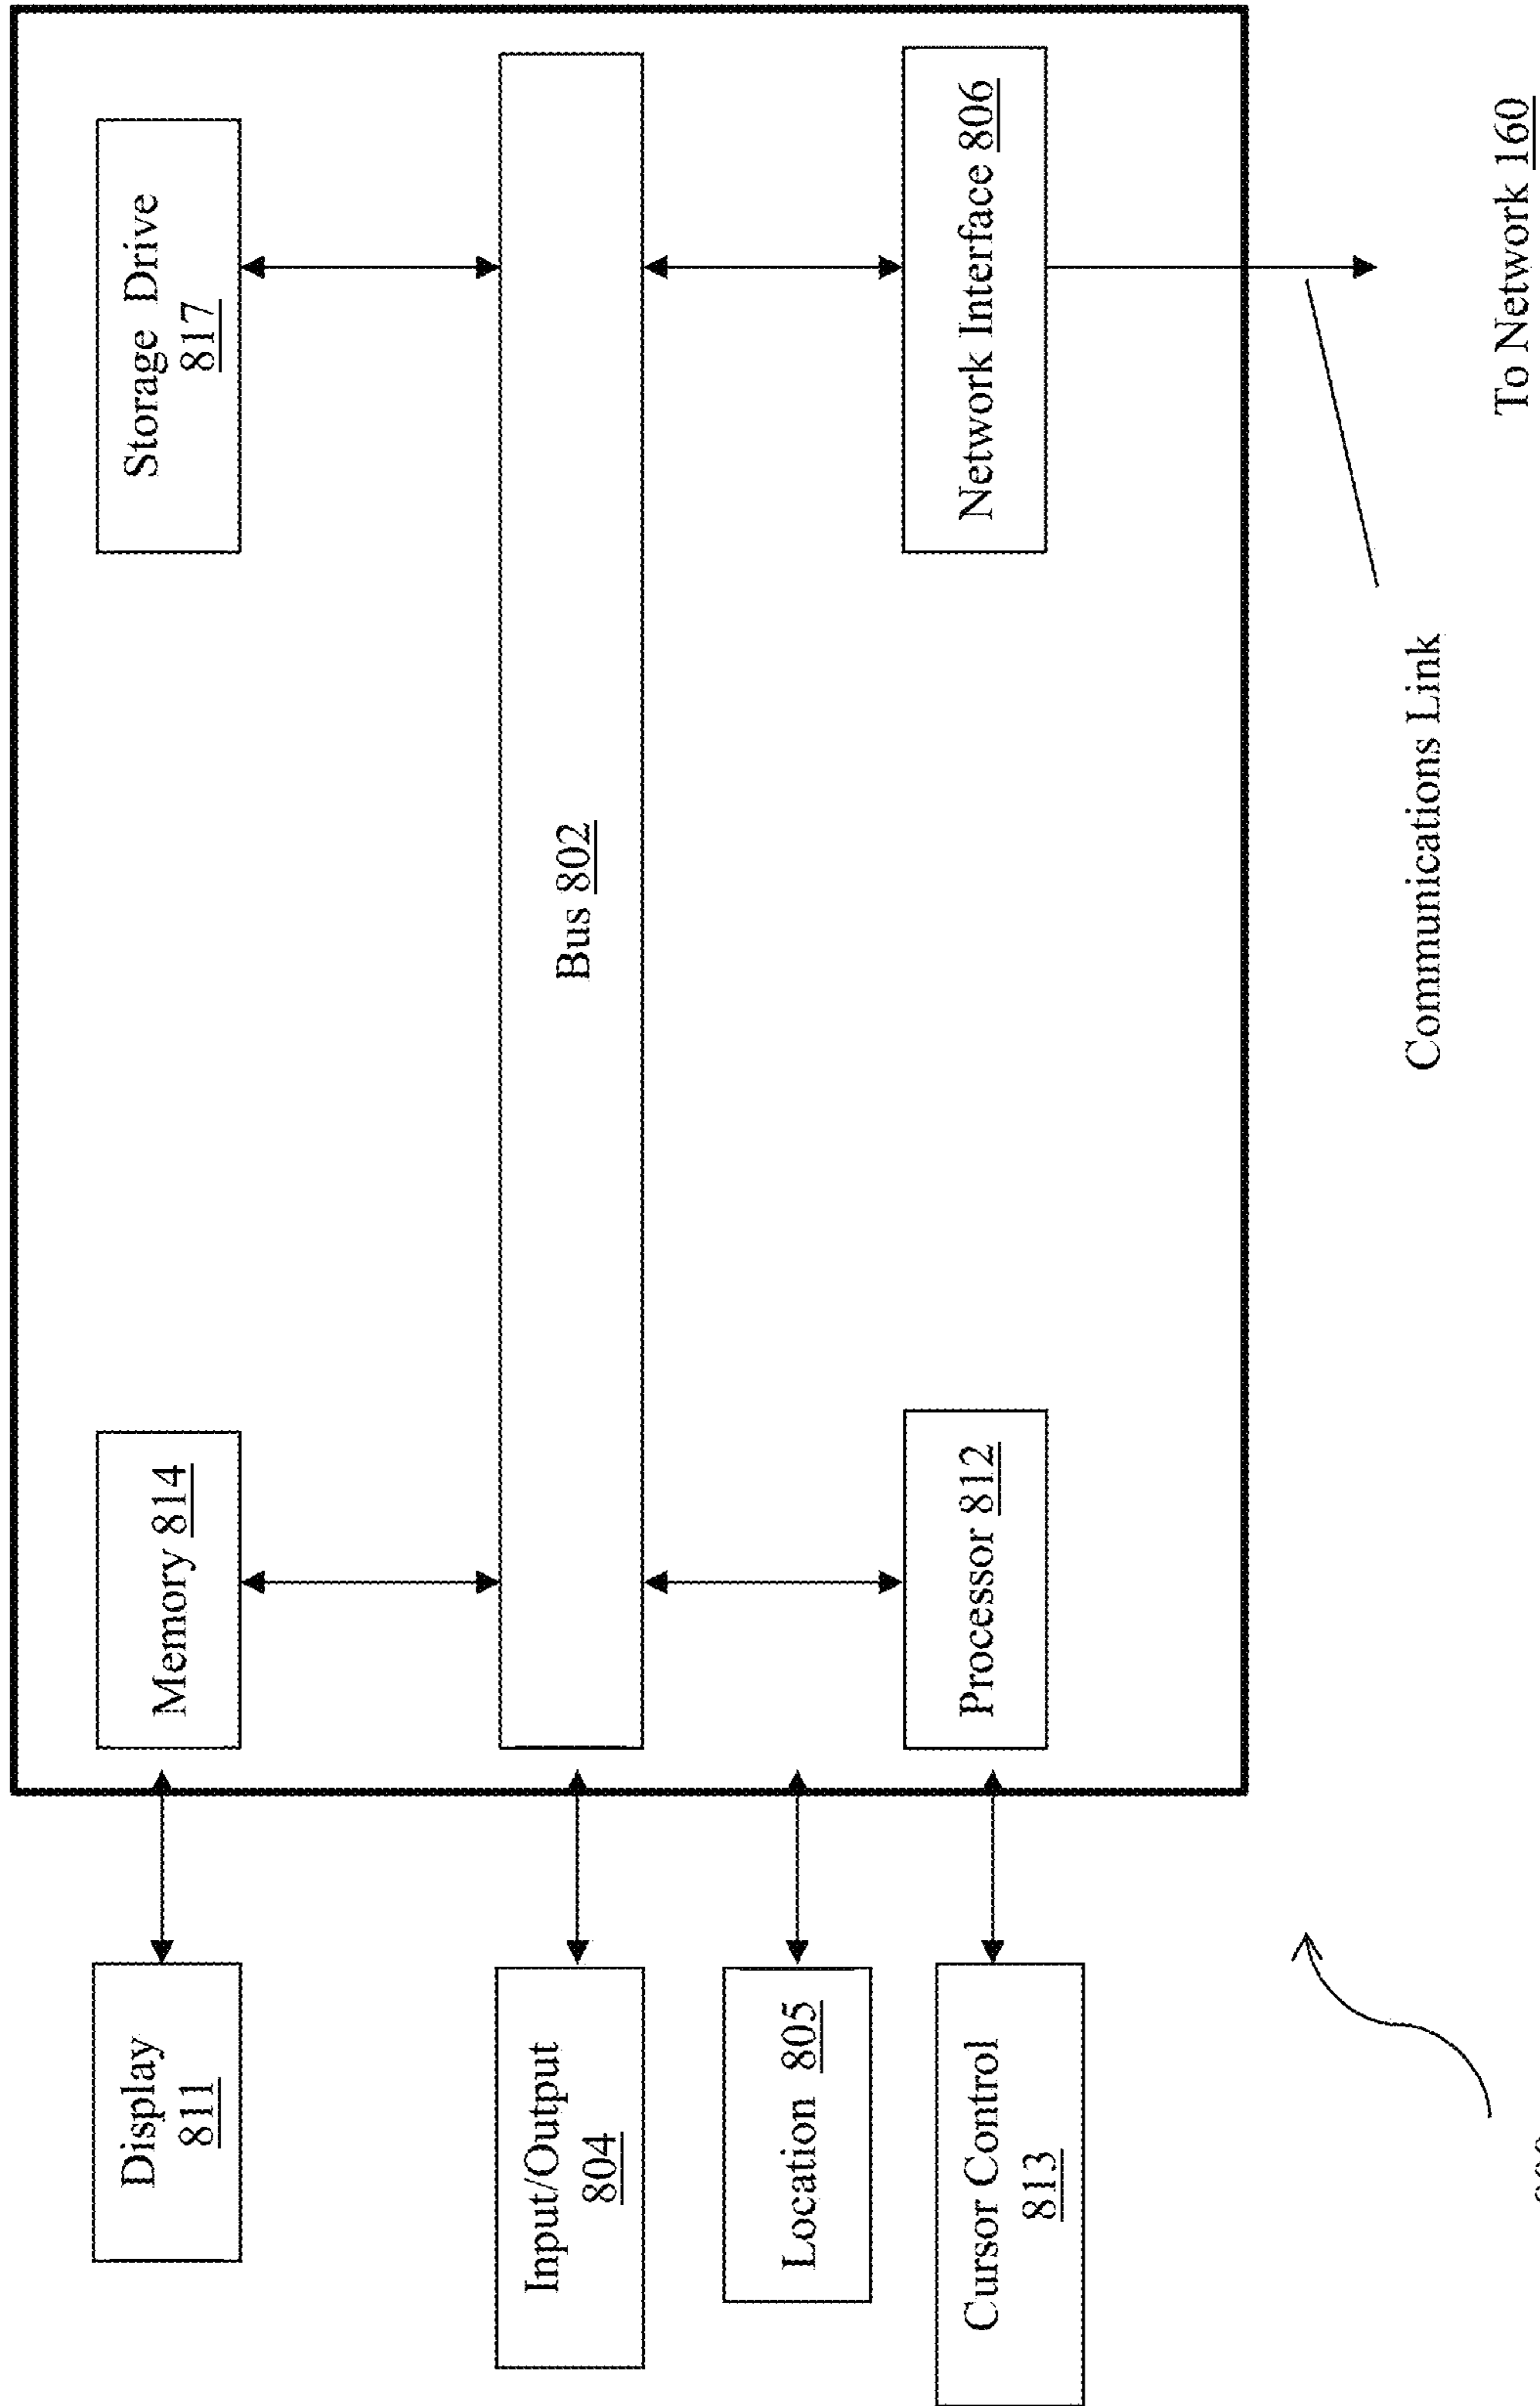 Display
811
Memory 814
Storage Drive
817
Input/Output
804
Bus 802
Location 805
Cursor Control
813
Processor 812
Network Interface 806
Communications Link
To Network 160